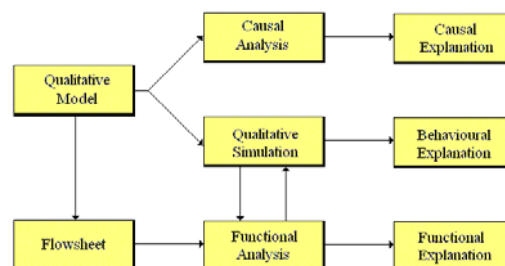 Causal
Analysis
Causal
Explanation
Qualitative
Model
Qualitative
Simulation
Behavioural
Explanation
Flowsheet
Functional
Analysis
Functional
Explanation